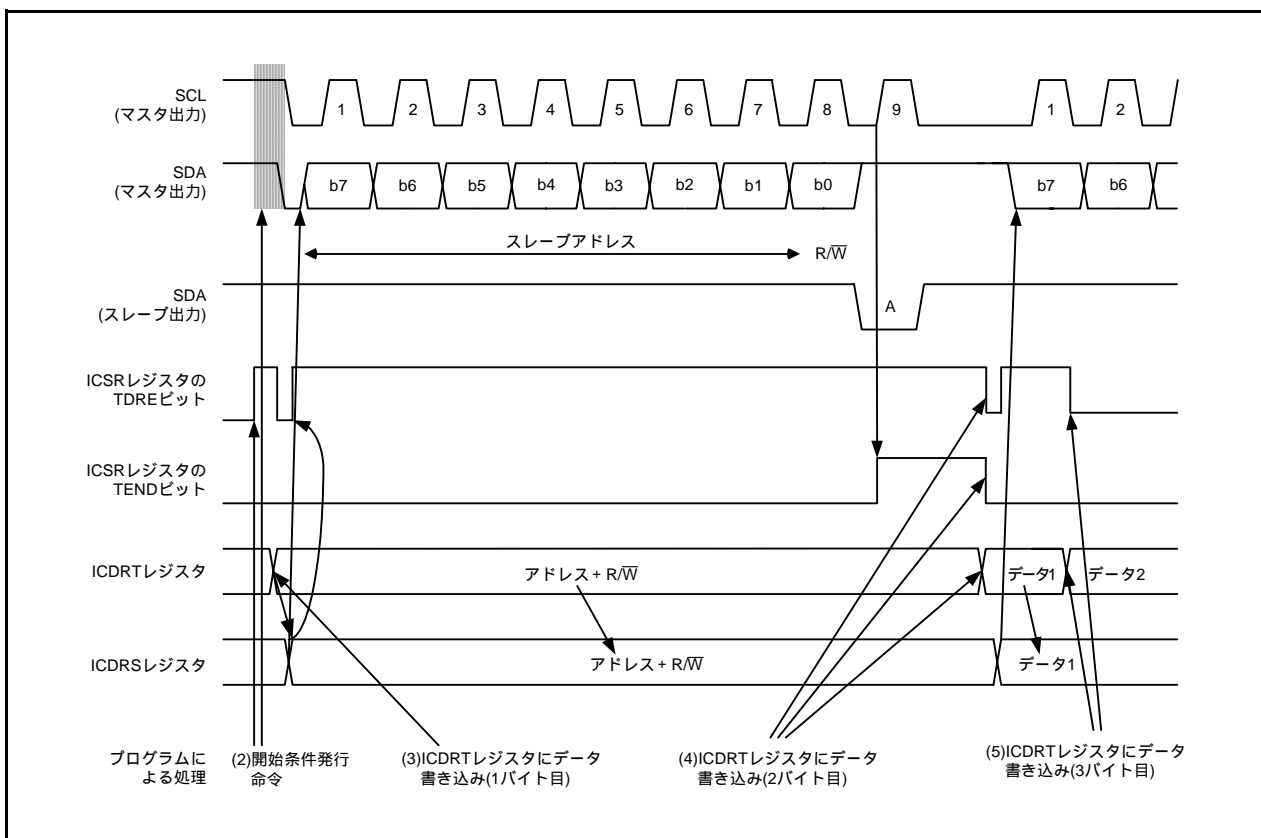 SCL
(マスタ出力)
1 2 3 4 5 6 7 8 9 1 2
SDA
(マスタ出力)
b7 b6 b5 b4 b3 b2 b1 b0 b7 b6
スレーブアドレス R/W̅
SDA
(スレーブ出力)
A
ICSRレジスタの
TDREビット
ICSRレジスタの
TENDビット
ICDRTレジスタ
アドレス + R/W̅
データ1
データ2
ICDRSレジスタ
アドレス + R/W̅
データ1
プログラムに
よる処理
(2)開始条件発行
命令
(3)ICDRTレジスタにデータ
書き込み(1バイト目)
(4)ICDRTレジスタにデータ
書き込み(2バイト目)
(5)ICDRTレジスタにデータ
書き込み(3バイト目)